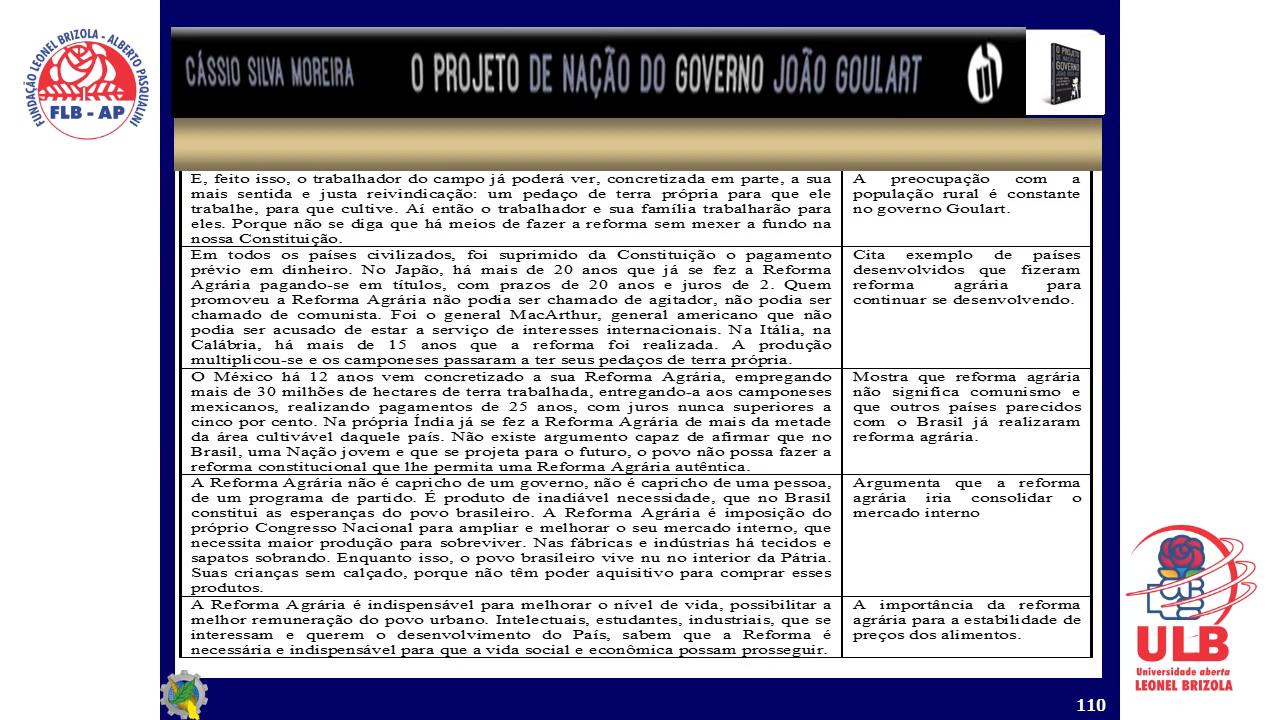 FUNDAÇÃO LEONEL BRIZOLA - ALBERTO PASQUALINI
FLB - AP
CÁSSIO SILVA MOREIRA
O PROJETO DE NAÇÃO DO GOVERNO JOÃO GOULART
O PROJETO
DE NAÇÃO DO
GOVERNO
JOÃO GOULART
E, feito isso, o trabalhador do campo já poderá ver, concretizada em parte, a sua
mais sentida e justa reivindicação: um pedaço de terra própria para que ele
trabalhe, para que cultive. Aí então o trabalhador e sua família trabalharão para
eles. Porque não se diga que há meios de fazer a reforma sem mexer a fundo na
nossa Constituição.
A preocupação com a
população rural é constante
no governo Goulart.
Em todos os países civilizados, foi suprimido da Constituição o pagamento
prévio em dinheiro. No Japão, há mais de 20 anos que já se fez a Reforma
Agrária pagando-se em títulos, com prazos de 20 anos e juros de 2. Quem
promoveu a Reforma Agrária não podia ser chamado de agitador, não podia ser
chamado de comunista. Foi o general MacArthur, general americano que não
podia ser acusado de estar a serviço de interesses internacionais. Na Itália, na
Calábria, há mais de 15 anos que a reforma foi realizada. A produção
multiplicou-se e os camponeses passaram a ter seus pedaços de terra própria.
Cita exemplo de países
desenvolvidos que fizeram
reforma agrária para
continuar se desenvolvendo.
O México há 12 anos vem concretizado a sua Reforma Agrária, empregando
mais de 30 milhões de hectares de terra trabalhada, entregando-a aos camponeses
mexicanos, realizando pagamentos de 25 anos, com juros nunca superiores a
cinco por cento. Na própria Índia já se fez a Reforma Agrária de mais da metade
da área cultivável daquele país. Não existe argumento capaz de afirmar que no
Brasil, uma Nação jovem e que se projeta para o futuro, o povo não possa fazer a
reforma constitucional que lhe permita uma Reforma Agrária autêntica.
Mostra que reforma agrária
não significa comunismo e
que outros países parecidos
com o Brasil já realizaram
reforma agrária.
A Reforma Agrária não é capricho de um governo, não é capricho de uma pessoa,
de um programa de partido. É produto de inadiável necessidade, que no Brasil
constitui as esperanças do povo brasileiro. A Reforma Agrária é imposição do
próprio Congresso Nacional para ampliar e melhorar o seu mercado interno, que
necessita maior produção para sobreviver. Nas fábricas e indústrias há tecidos e
sapatos sobrando. Enquanto isso, o povo brasileiro vive nu no interior da Pátria.
Suas crianças sem calçado, porque não têm poder aquisitivo para comprar esses
produtos.
Argumenta que a reforma
agrária iria consolidar o
mercado interno
A Reforma Agrária é indispensável para melhorar o nível de vida, possibilitar a
melhor remuneração do povo urbano. Intelectuais, estudantes, industriais, que se
interessam e querem o desenvolvimento do País, sabem que a Reforma é
necessária e indispensável para que a vida social e econômica possam prosseguir.
A importância da reforma
agrária para a estabilidade de
preços dos alimentos.
ULB
Universidade aberta
LEONEL BRIZOLA
110